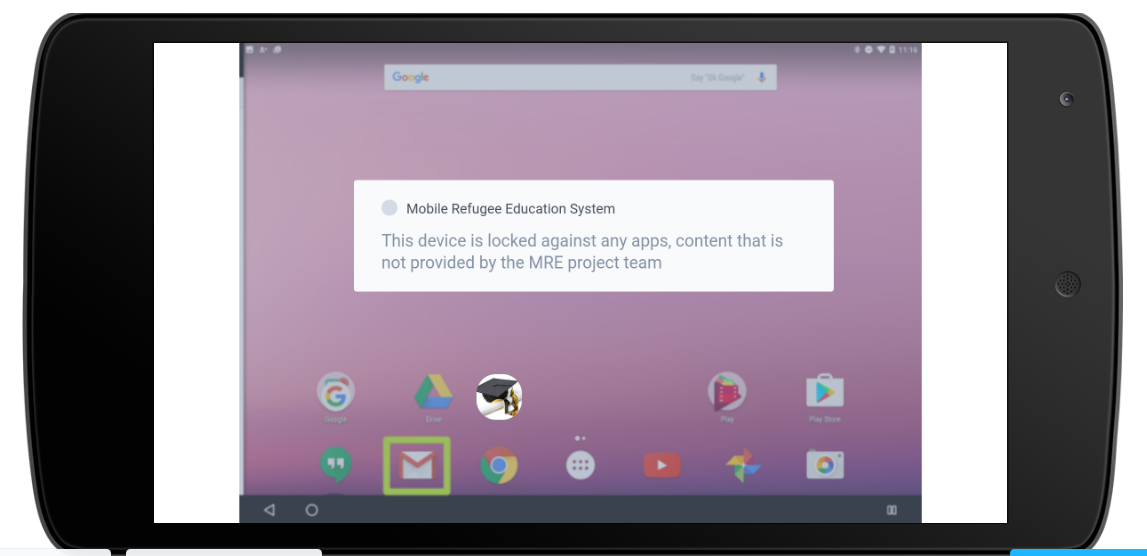 11:16
Google Say "Ok Google"
Mobile Refugee Education System
This device is locked against any apps, content that is
not provided by the MRE project team
Google Drive Play Play Store